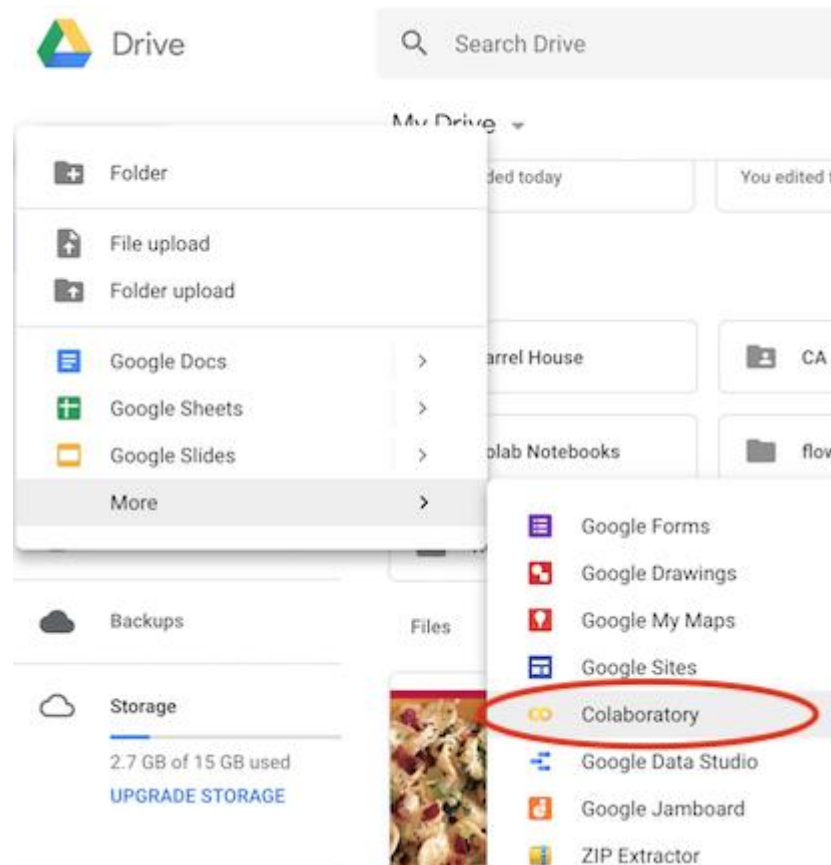 Drive
Search Drive
My Drive
Folder
ded today
You edited
File upload
Folder upload
Google Docs
arrel House
CA
Google Sheets
Google Slides
olab Notebooks
flow
More
Google Forms
Google Drawings
Backups
Files
Google My Maps
Google Sites
Storage
Colaboratory
2.7 GB of 15 GB used
Google Data Studio
UPGRADE STORAGE
Google Jamboard
ZIP Extractor